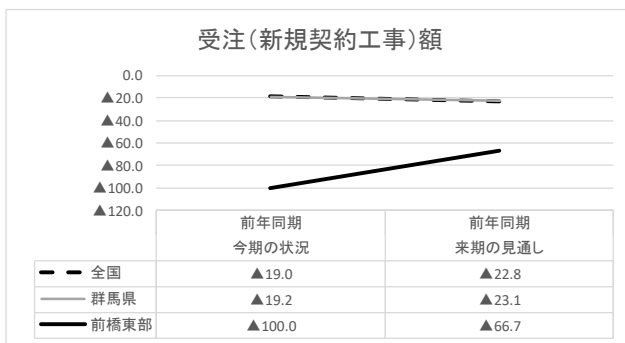 受注(新規契約工事)額
0.0
▲20.0
▲40.0
▲60.0
▲80.0
▲100.0
▲120.0
前年同期 前年同期
今期の状況 来期の見通し
全国 ▲19.0 ▲22.8
群馬県 ▲19.2 ▲23.1
前橋東部 ▲100.0 ▲66.7